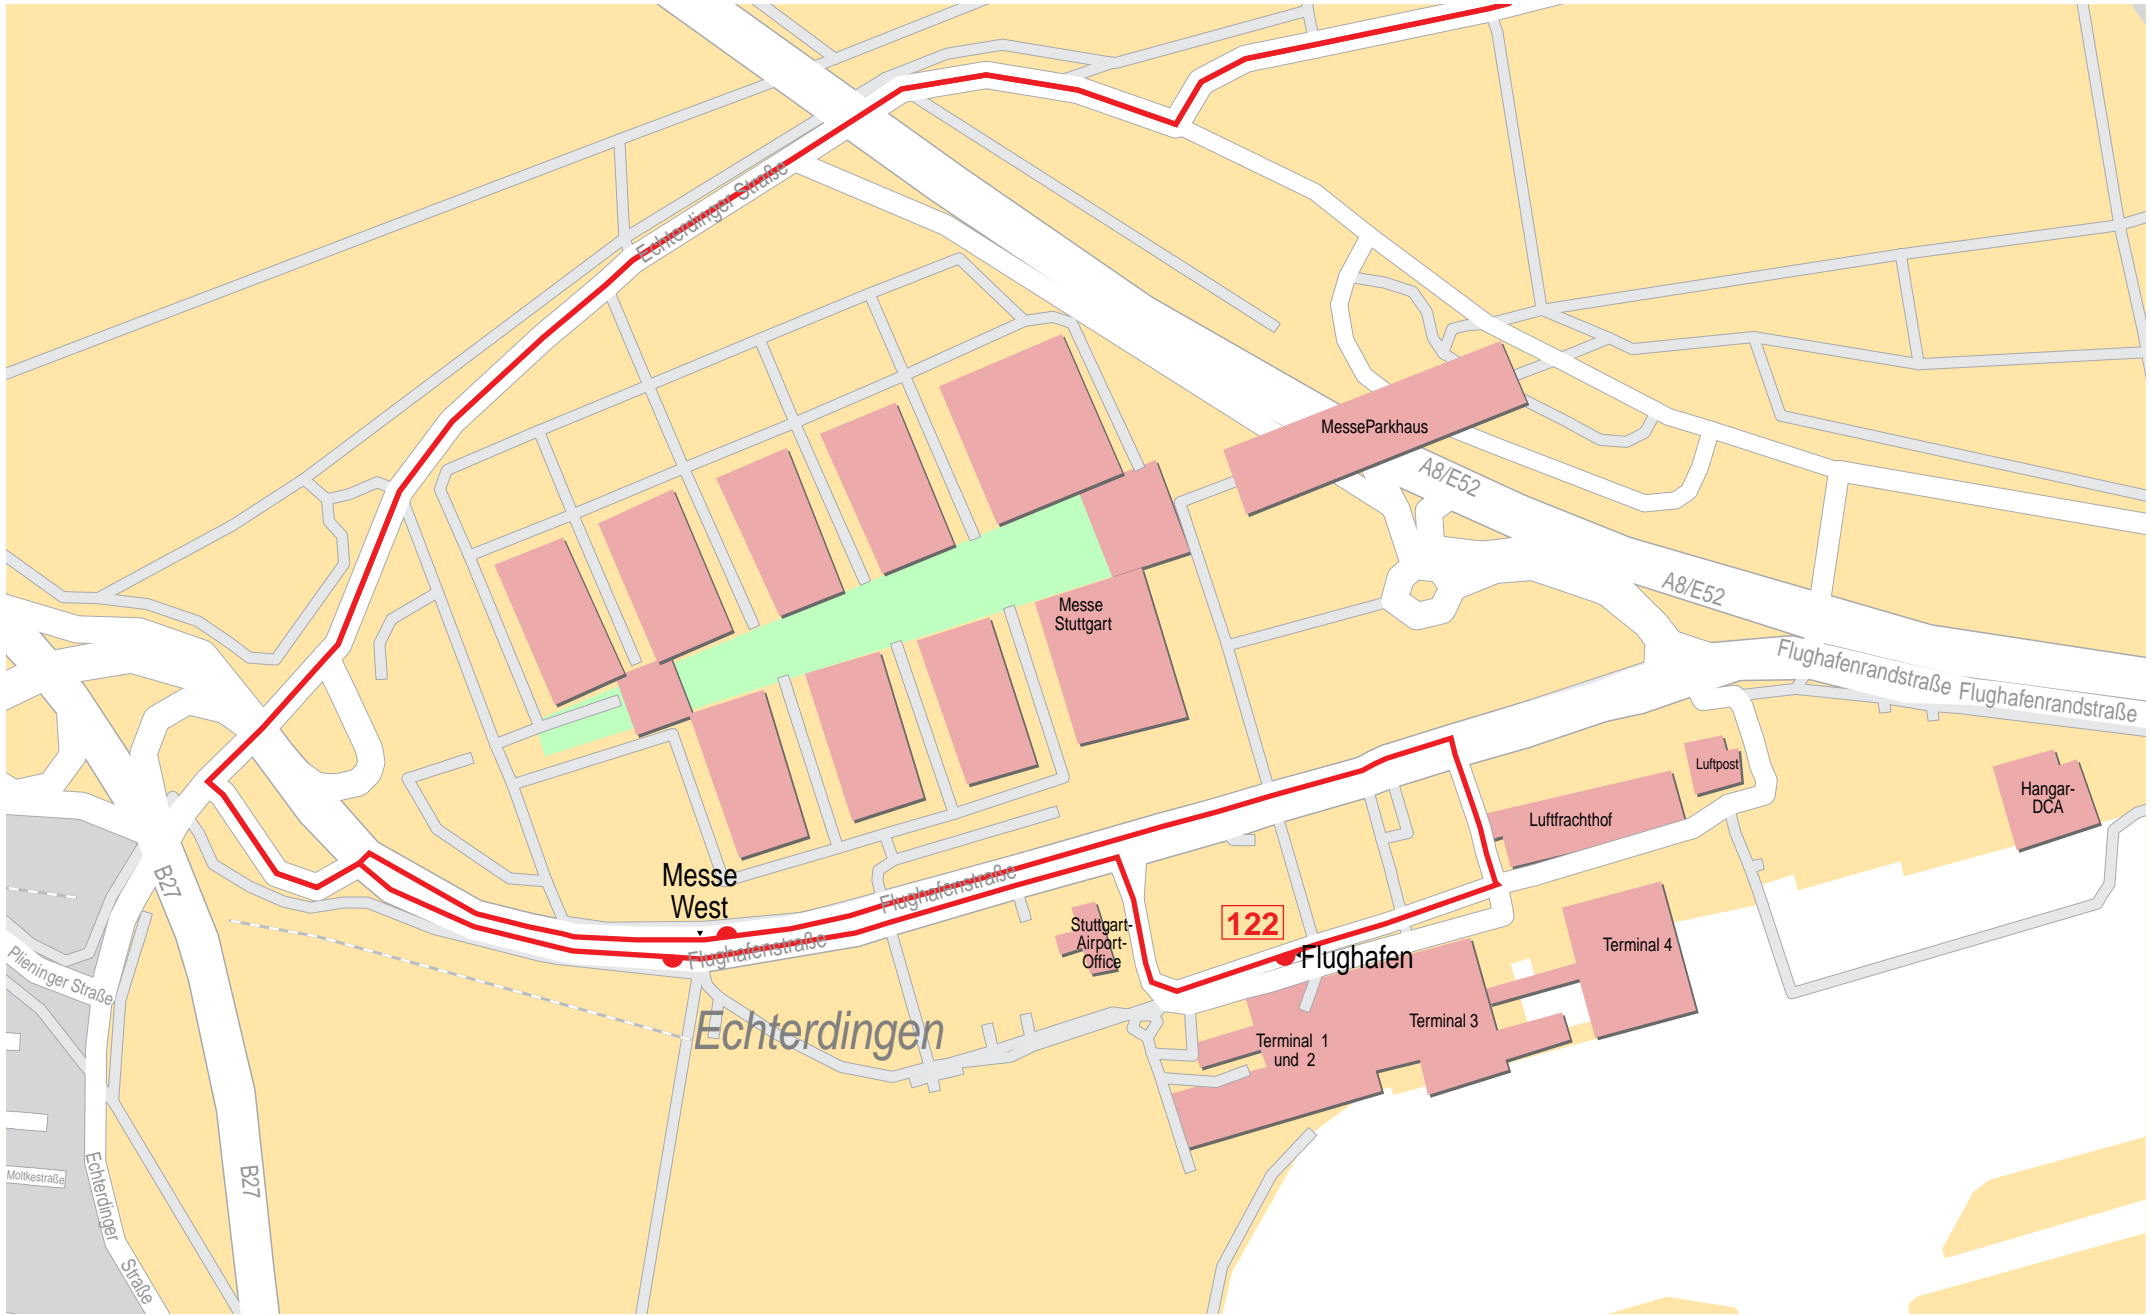 Echterdinger Straße
MesseParkhaus
A8/E52
A8/E52
Messe
Stuttgart
Flughafenrandstraße
Flughafenrandstraße
Luftpost
Hangar-
DCA
Luftfrachthof
B27
Messe
West
Flughafenstraße
Flughafenstraße
Stuttgart-
Airport-
Office
122
Flughafen
Terminal 4
Plieninger Straße
Echterdingen
Terminal 3
Terminal 1
und 2
Moltkestraße
B27
Echterdinger Straße